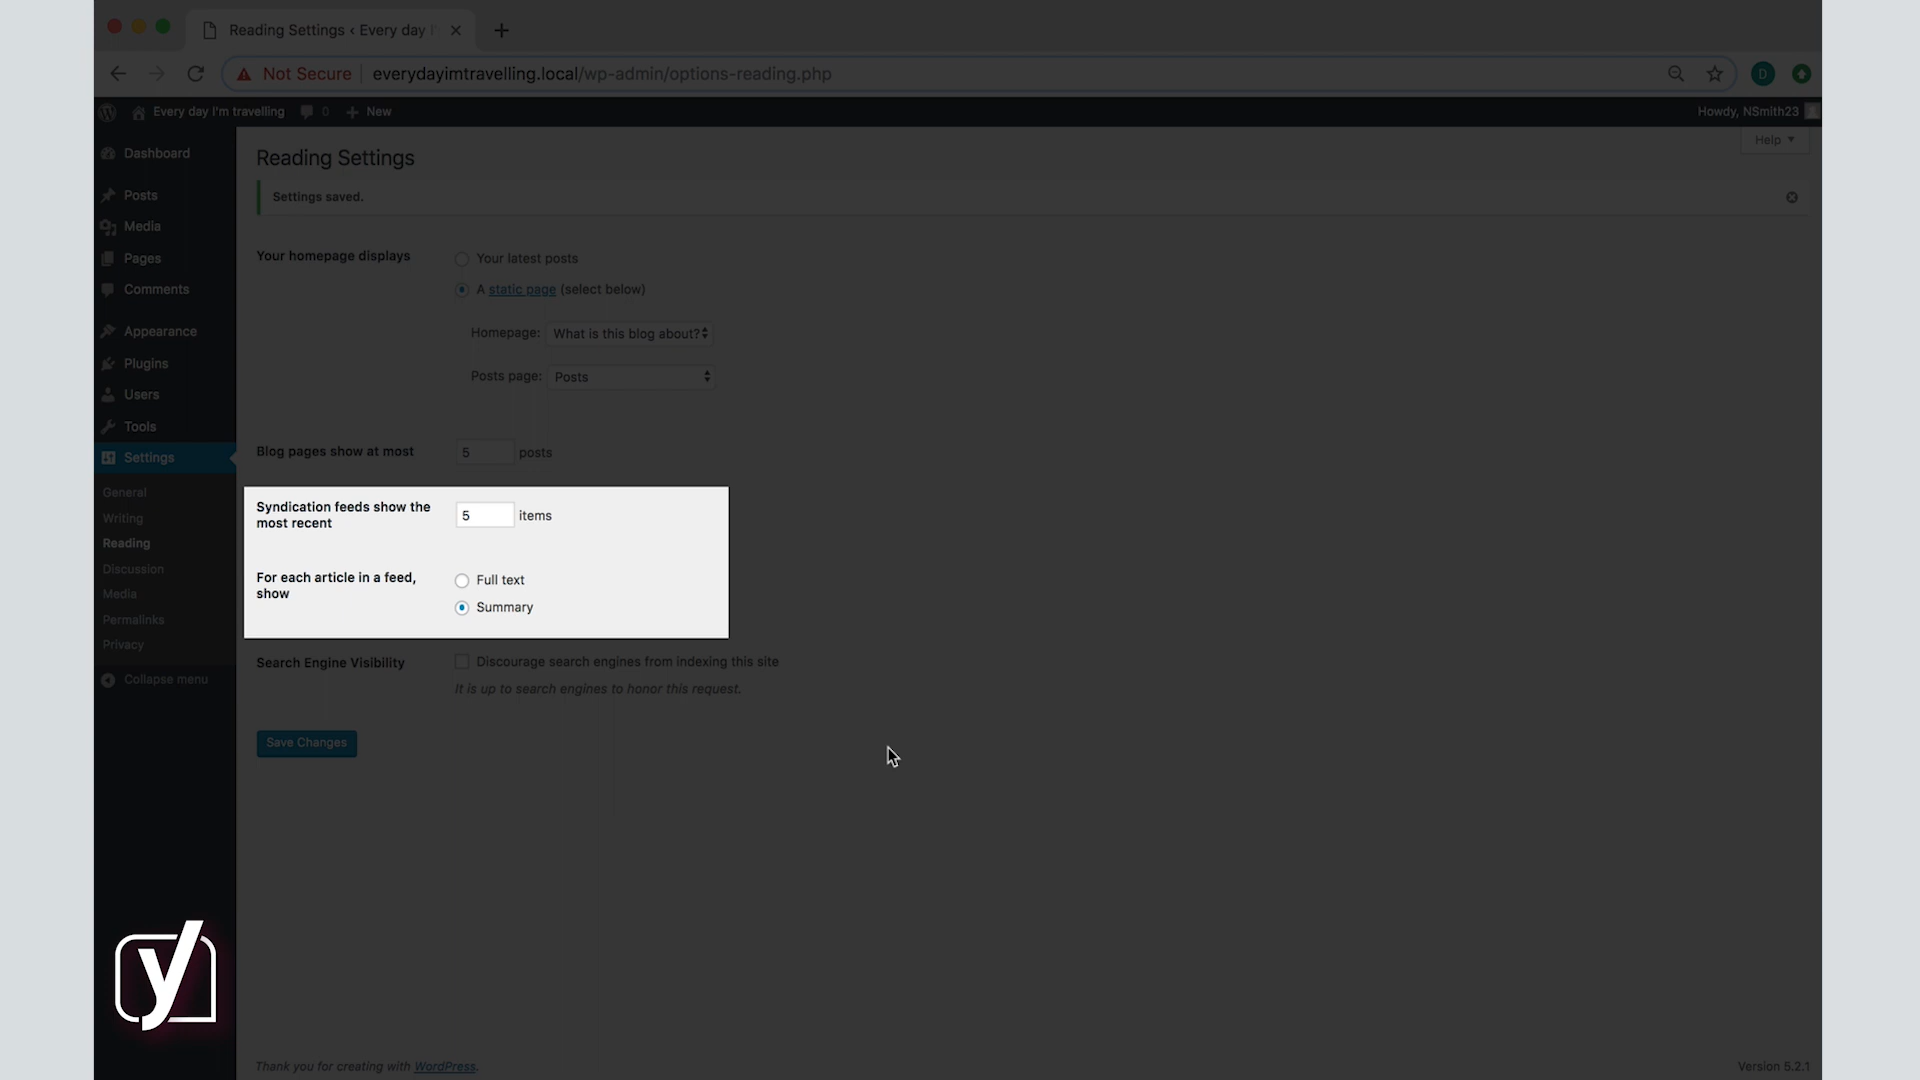 Reading Settings ‹ Every day I
Not Secure everydayimtravelling.local/wp-admin/options-reading.php
D
Every day I'm travelling 0 New Howdy, NSmith23
Help
Dashboard
Posts
Media
Pages
Comments
Appearance
Plugins
Users
Tools
Settings
General
Writing
Reading
Discussion
Media
Permalinks
Privacy
Collapse menu
Reading Settings
Settings saved.
Your homepage displays
Your latest posts
A static page (select below)
Homepage: What is this blog about?
Posts page: Posts
Blog pages show at most 5 posts
Syndication feeds show the
most recent
5 items
For each article in a feed,
show
Full text
Summary
Search Engine Visibility
Discourage search engines from indexing this site
It is up to search engines to honor this request.
Save Changes
y
Thank you for creating with WordPress.
Version 5.2.1